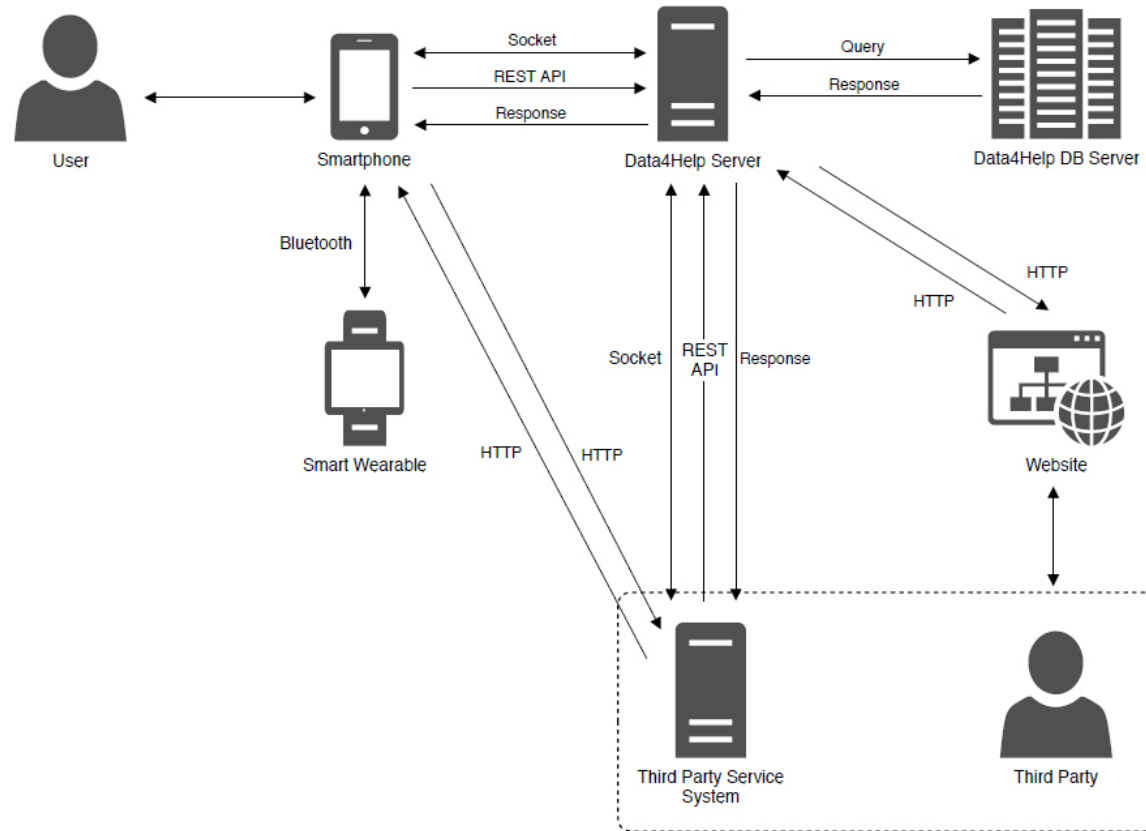 Socket
REST API
Response
Query
Response
User
Smartphone
Data4Help Server
Data4Help DB Server
Bluetooth
HTTP
HTTP
Socket
REST
API
Response
Smart Wearable
HTTP
HTTP
Website
Third Party Service
System
Third Party